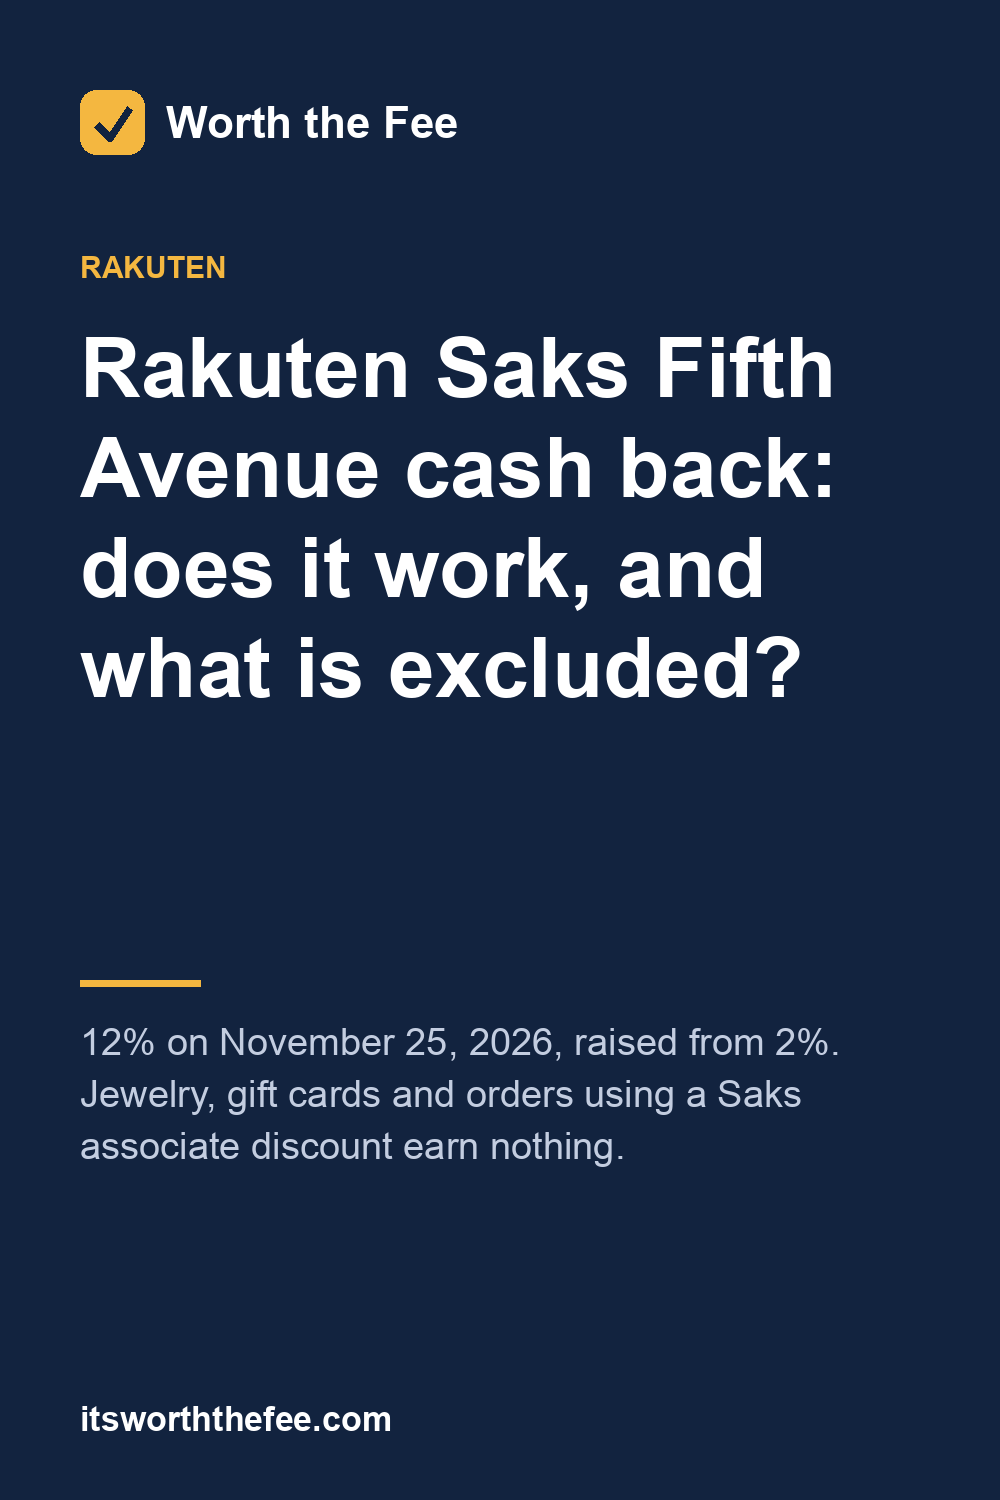 Worth the Fee
RAKUTEN
Rakuten Saks Fifth
Avenue cash back:
does it work, and
what is excluded?
12% on November 25, 2026, raised from 2%.
Jewelry, gift cards and orders using a Saks
associate discount earn nothing.
itsworththefee.com